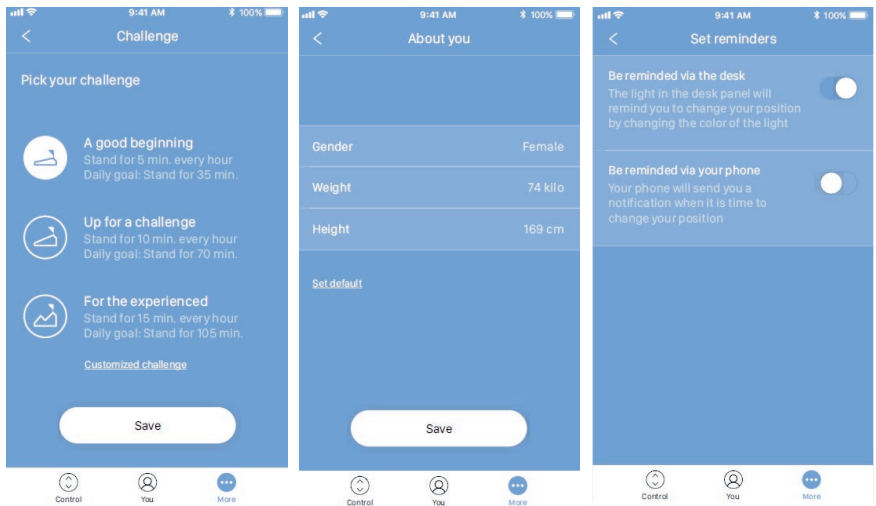 9:41 AM
100%
Challenge
Pick your challenge
A good beginning
Stand for 5 min. every hour
Daily goal: Stand for 35 min.
Up for a challenge
Stand for 10 min. every hour
Daily goal: Stand for 70 min.
For the experienced
Stand for 15 min. every hour
Daily goal: Stand for 105 min.
Customized challenge
Save
Control
You
More
9:41 AM
100%
About you
Gender
Female
Weight
74 kilo
Height
169 cm
Set default
Save
Control
You
More
9:41 AM
100%
Set reminders
Be reminded via the desk
The light in the desk panel will
remind you to change your position
by changing the color of the light
Be reminded via your phone
Your phone will send you a
notification when it is time to
change your position
Control
You
More